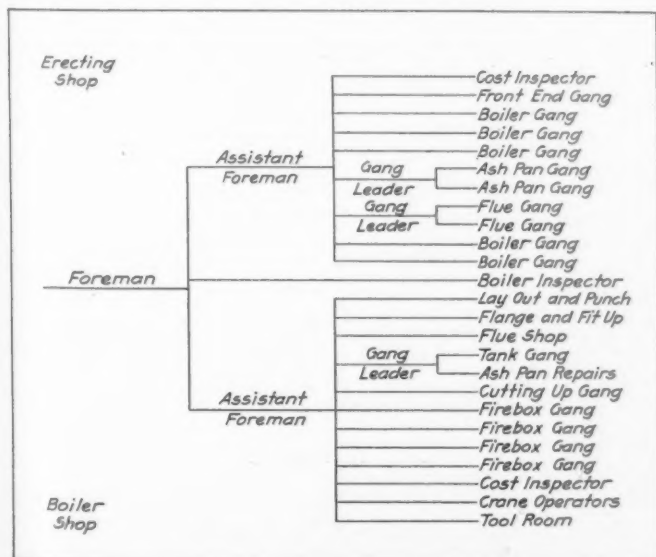 Erecting
Shop
Cost Inspector
Front End Gang
Boiler Gang
Boiler Gang
Boiler Gang
Assistant
Foreman
Gang
Leader
Ash Pan Gang
Ash Pan Gang
Gang
Leader
Flue Gang
Flue Gang
Boiler Gang
Boiler Gang
Foreman
Boiler Inspector
Lay Out and Punch
Flange and Fit Up
Flue Shop
Gang
Leader
Tank Gang
Ash Pan Repairs
Assistant
Foreman
Cutting Up Gang
Firebox Gang
Firebox Gang
Firebox Gang
Firebox Gang
Cost Inspector
Crane Operators
Tool Room
Boiler
Shop